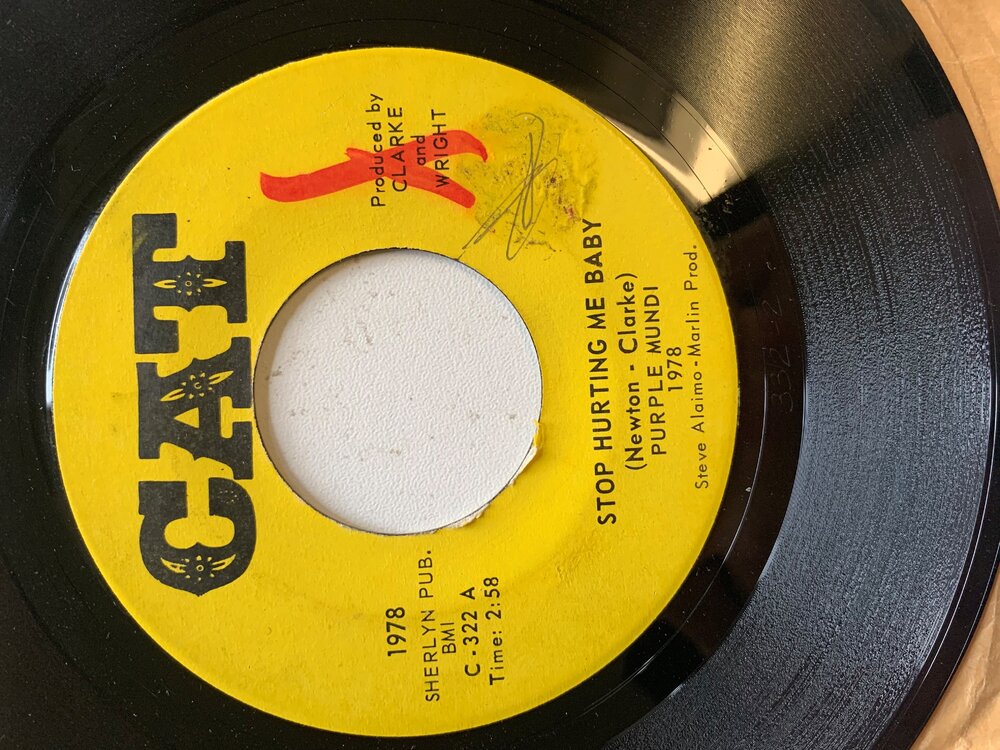 CAT
1978
SHERLYN PUB.
BMI
C - 322 A
Time: 2:58
Produced by
CLARKE
and
WRIGHT
STOP HURTING ME BABY
(Newton - Clarke)
PURPLE MUNDI
1978
Steve Alaimo - Marlin Prod.